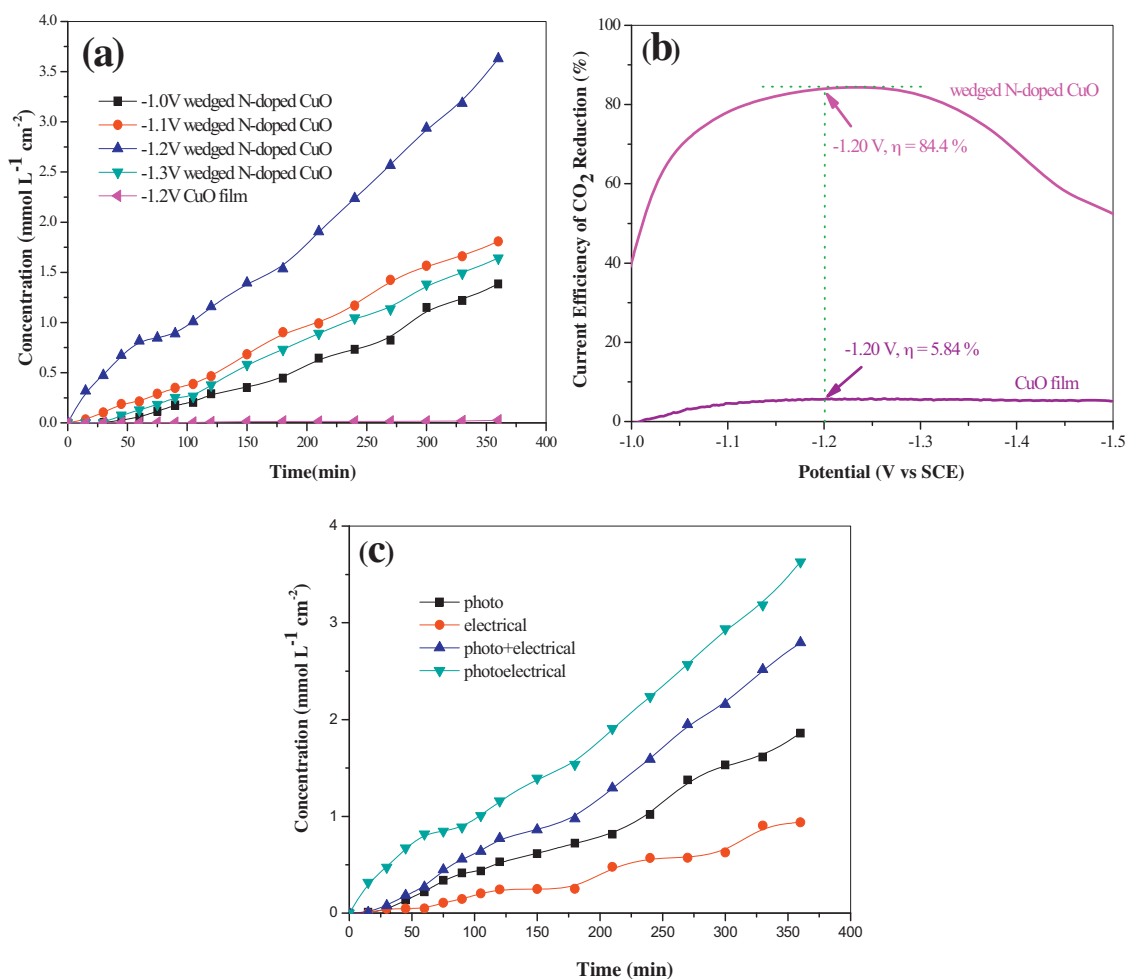 (a)
-1.0V wedged N-doped CuO
-1.1V wedged N-doped CuO
-1.2V wedged N-doped CuO
-1.3V wedged N-doped CuO
-1.2V CuO film
Concentration (mmol L⁻¹ cm⁻²)
4.0
3.5
3.0
2.5
2.0
1.5
1.0
0.5
0.0
0 50 100 150 200 250 300 350 400
Time(min)
(b)
Current Efficiency of CO₂ Reduction (%)
100
80
60
40
20
0
wedged N-doped CuO
-1.20 V, η = 84.4 %
-1.20 V, η = 5.84 %
CuO film
-1.0 -1.1 -1.2 -1.3 -1.4 -1.5
Potential (V vs SCE)
(c)
photo
electrical
photo+electrical
photoelectrical
Concentration (mmol L⁻¹ cm⁻²)
4
3
2
1
0
0 50 100 150 200 250 300 350 400
Time (min)